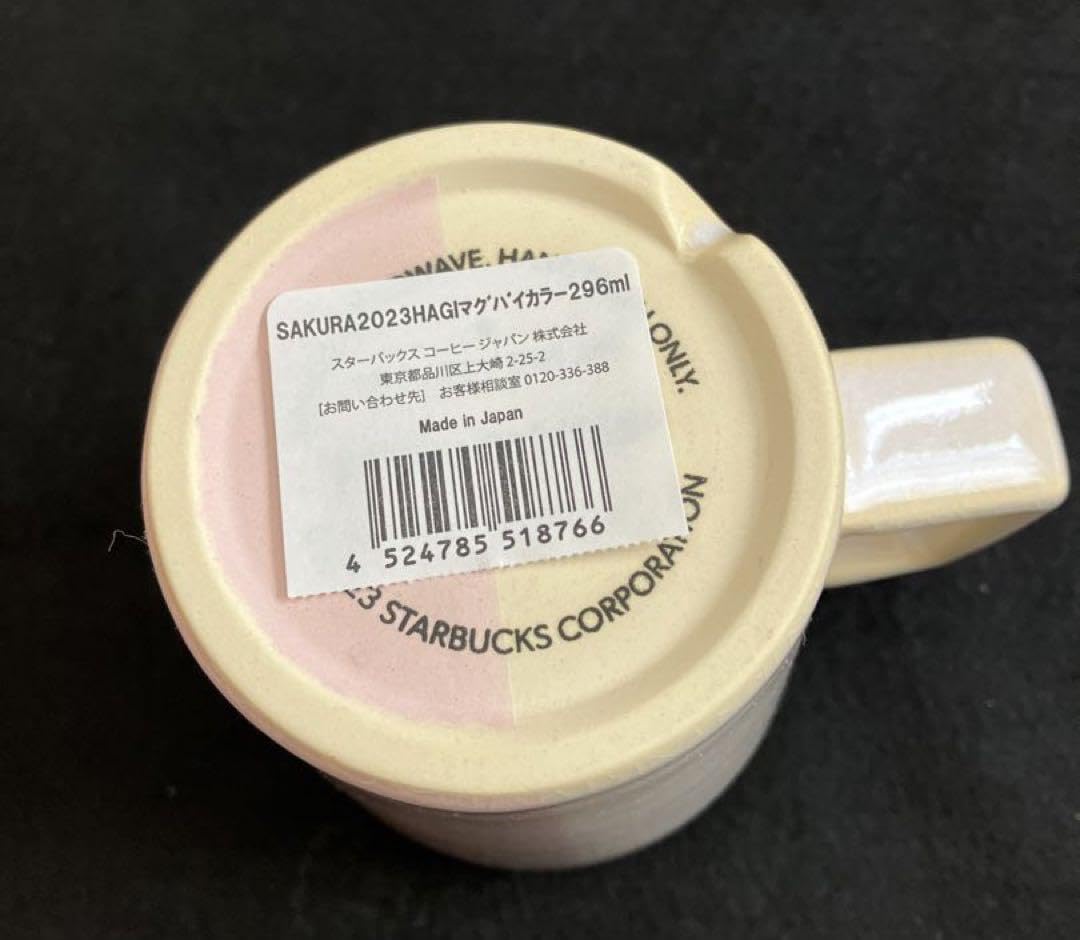 SAKURA2023HAGIマグバイカラー296ml
スターバックス コーヒー ジャパン 株式会社
東京都品川区上大崎 2-25-2
[お問い合わせ先] お客様相談室 0120-336-388
Made in Japan
4 524785 518766
ONLY.
STARBUCKS CORPORATION